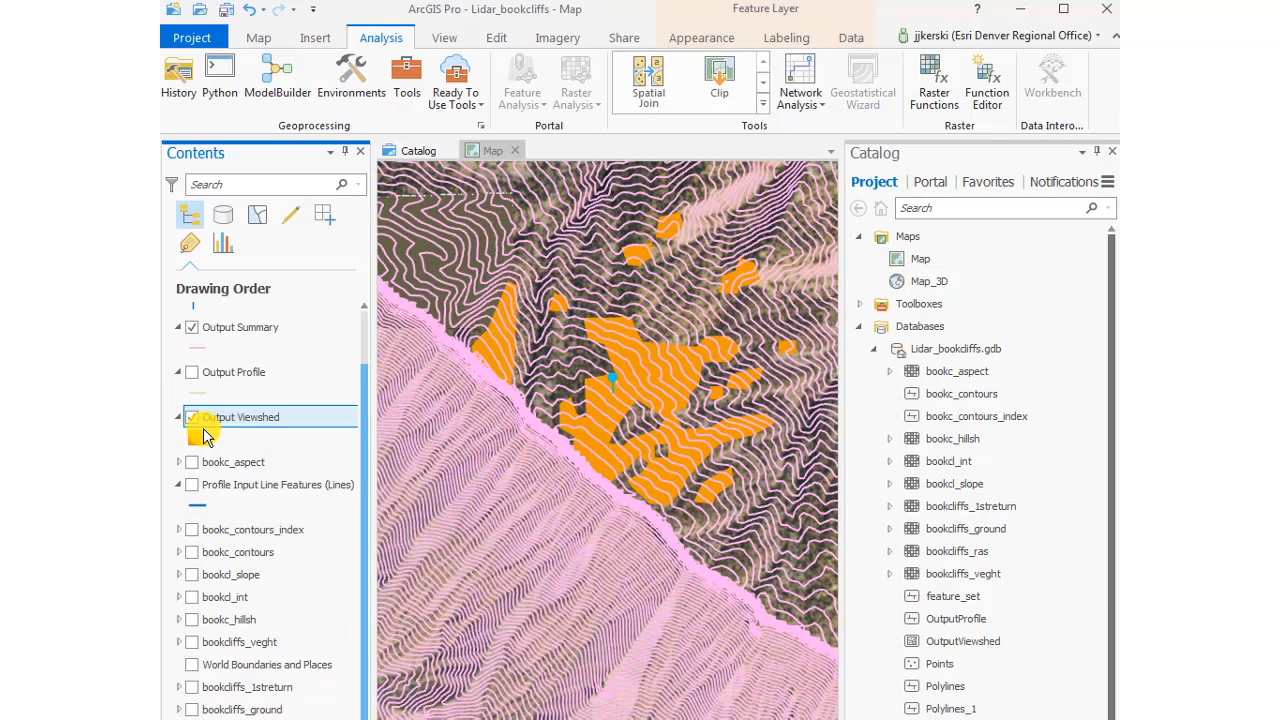 ArcGIS Pro - Lidar_bookcliffs - Map
Feature Layer
?
Project
Map
Insert
Analysis
View
Edit
Imagery
Share
Appearance
Labeling
Data
jjkerski (Esri Denver Regional Office)
History
Python
ModelBuilder
Environments
Tools
Ready To
Use Tools
Feature
Analysis
Raster
Analysis
Spatial
Join
Clip
Network
Analysis
Geostatistical
Wizard
Raster
Functions
Function
Editor
Workbench
Geoprocessing
Portal
Tools
Raster
Data Intero...
Contents
Search
Drawing Order
Output Summary
Output Profile
Output Viewshed
bookc_aspect
Profile Input Line Features (Lines)
bookc_contours_index
bookc_contours
bookcl_slope
bookcl_int
bookc_hillsh
bookcliffs_veght
World Boundaries and Places
bookcliffs_1streturn
bookcliffs_ground
Catalog
Map
Catalog
Project
Portal
Favorites
Notifications
Search
Maps
Map
Map_3D
Toolboxes
Databases
Lidar_bookcliffs.gdb
bookc_aspect
bookc_contours
bookc_contours_index
bookc_hillsh
bookcl_int
bookcl_slope
bookcliffs_1streturn
bookcliffs_ground
bookcliffs_ras
bookcliffs_veght
feature_set
OutputProfile
OutputViewshed
Points
Polylines
Polylines_1